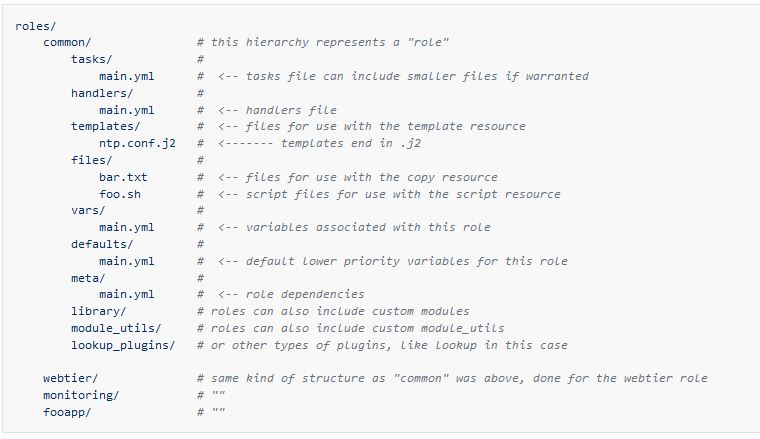 roles/
    common/               # this hierarchy represents a "role"
        tasks/            #
            main.yml      #  <-- tasks file can include smaller files if warranted
        handlers/         #
            main.yml      #  <-- handlers file
        templates/        #  <-- files for use with the template resource
            ntp.conf.j2   #  <------- templates end in .j2
        files/            #
            bar.txt       #  <-- files for use with the copy resource
            foo.sh        #  <-- script files for use with the script resource
        vars/             #
            main.yml      #  <-- variables associated with this role
        defaults/         #
            main.yml      #  <-- default lower priority variables for this role
        meta/             #
            main.yml      #  <-- role dependencies
        library/          # roles can also include custom modules
        module_utils/     # roles can also include custom module_utils
        lookup_plugins/   # or other types of plugins, like lookup in this case

    webtier/              # same kind of structure as "common" was above, done for the webtier role
    monitoring/           # ""
    fooapp/               # ""